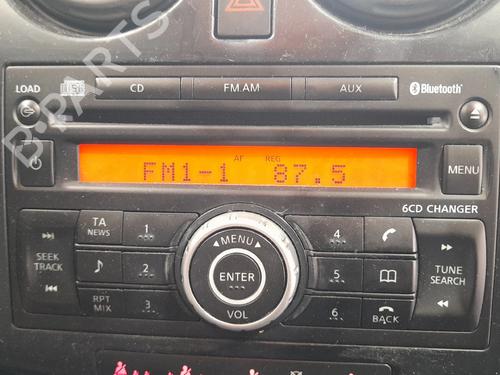 LOAD
CD
FM.AM
AUX
Bluetooth
AF REG
FM1-1 87.5
MENU
6CD CHANGER
TA
NEWS
1
2
3
SEEK
TRACK
RPT
MIX
MENU
ENTER
VOL
4
5
6
BACK
TUNE
SEARCH
B-PARTS